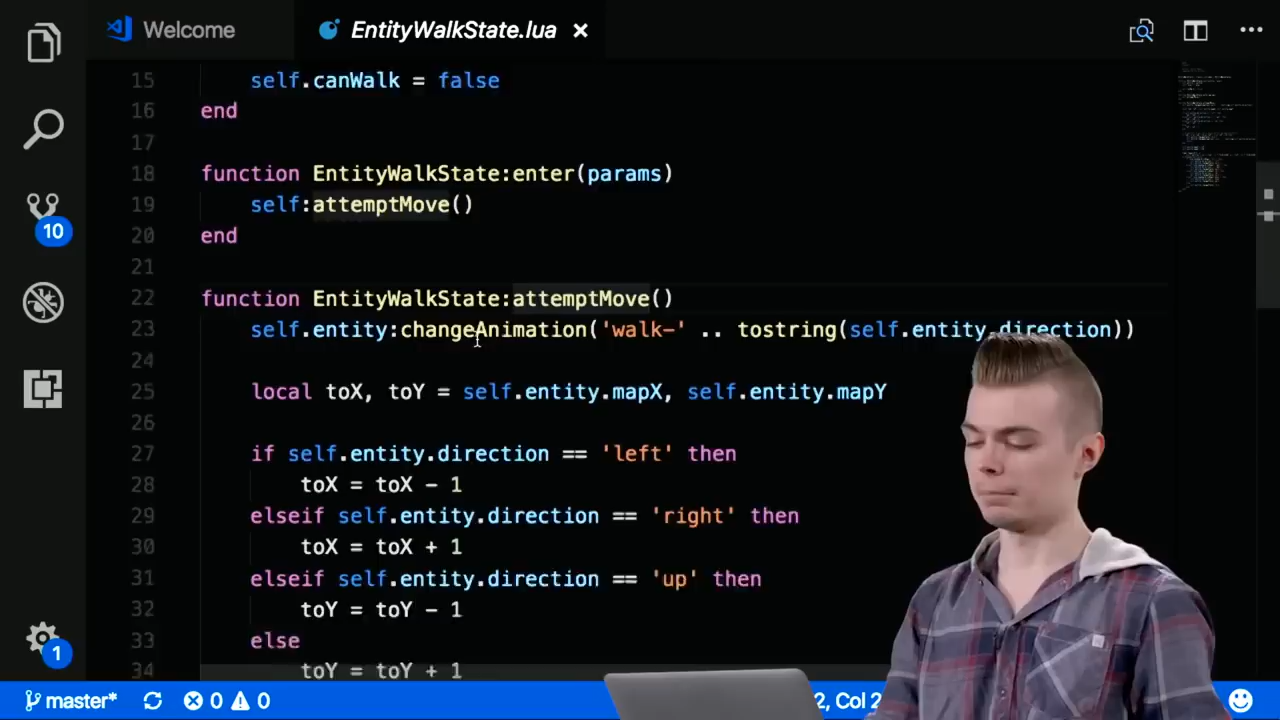 Welcome
EntityWalkState.lua
15 self.canWalk = false
16 end
17
18 function EntityWalkState:enter(params)
19 self:attemptMove()
20 end
21
22 function EntityWalkState:attemptMove()
23 self.entity:changeAnimation('walk-' .. tostring(self.entity.direction))
24
25 local toX, toY = self.entity.mapX, self.entity.mapY
26
27 if self.entity.direction == 'left' then
28 toX = toX - 1
29 elseif self.entity.direction == 'right' then
30 toX = toX + 1
31 elseif self.entity.direction == 'up' then
32 toY = toY - 1
33 else
34 toY = toY + 1
10
1
master* 0 0 2, Col 2